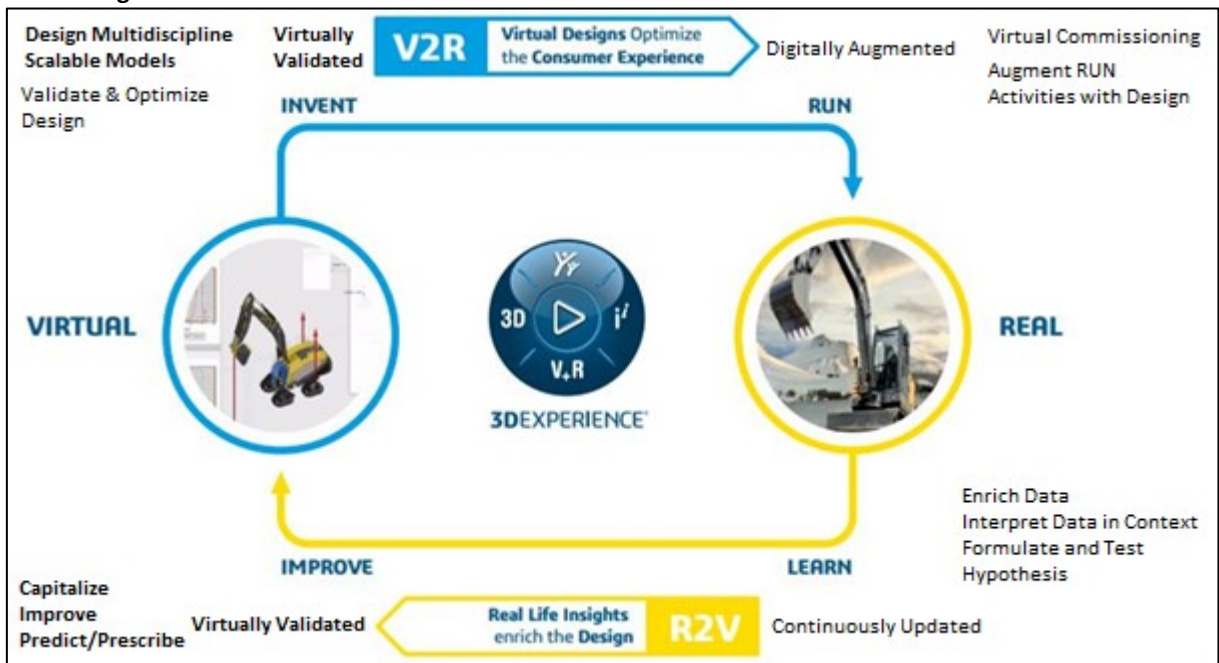 Design Multidiscipline
Scalable Models
Validate & Optimize
Design
Virtually
Validated
V2R
Virtual Designs Optimize
the Consumer Experience
Digitally Augmented
Virtual Commissioning
Augment RUN
Activities with Design
INVENT
RUN
VIRTUAL
3D
i
V+R
3DEXPERIENCE
REAL
IMPROVE
LEARN
Enrich Data
Interpret Data in Context
Formulate and Test
Hypothesis
Capitalize
Improve
Predict/Prescribe
Virtually Validated
Real Life Insights
enrich the Design
R2V
Continuously Updated